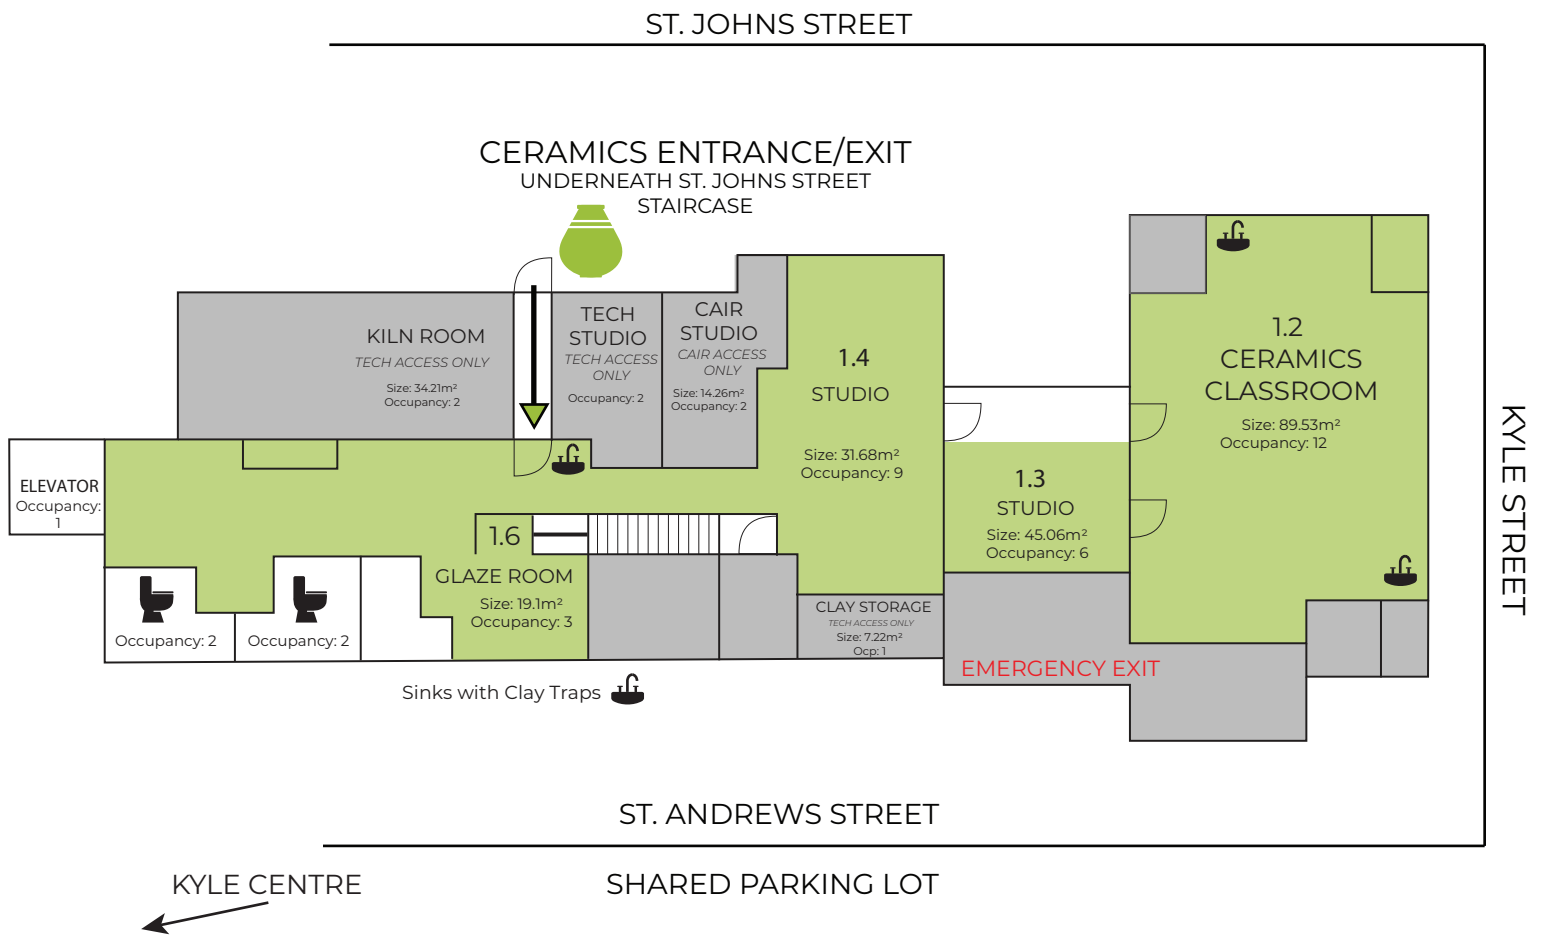 ST. JOHNS STREET
CERAMICS ENTRANCE/EXIT
UNDERNEATH ST. JOHNS STREET
STAIRCASE
KILN ROOM
TECH ACCESS ONLY
Size: 34.21m²
Occupancy: 2
TECH
STUDIO
TECH ACCESS
ONLY
Occupancy: 2
CAIR
STUDIO
CAIR ACCESS
ONLY
Size: 14.26m²
Occupancy: 2
1.4
STUDIO
Size: 31.68m²
Occupancy: 9
1.2
CERAMICS
CLASSROOM
Size: 89.53m²
Occupancy: 12
KYLE STREET
ELEVATOR
Occupancy:
1
1.3
STUDIO
Size: 45.06m²
Occupancy: 6
1.6
GLAZE ROOM
Size: 19.1m²
Occupancy: 3
Occupancy: 2
Occupancy: 2
CLAY STORAGE
TECH ACCESS ONLY
Size: 7.22m²
Ocp: 1
EMERGENCY EXIT
Sinks with Clay Traps
ST. ANDREWS STREET
KYLE CENTRE
SHARED PARKING LOT